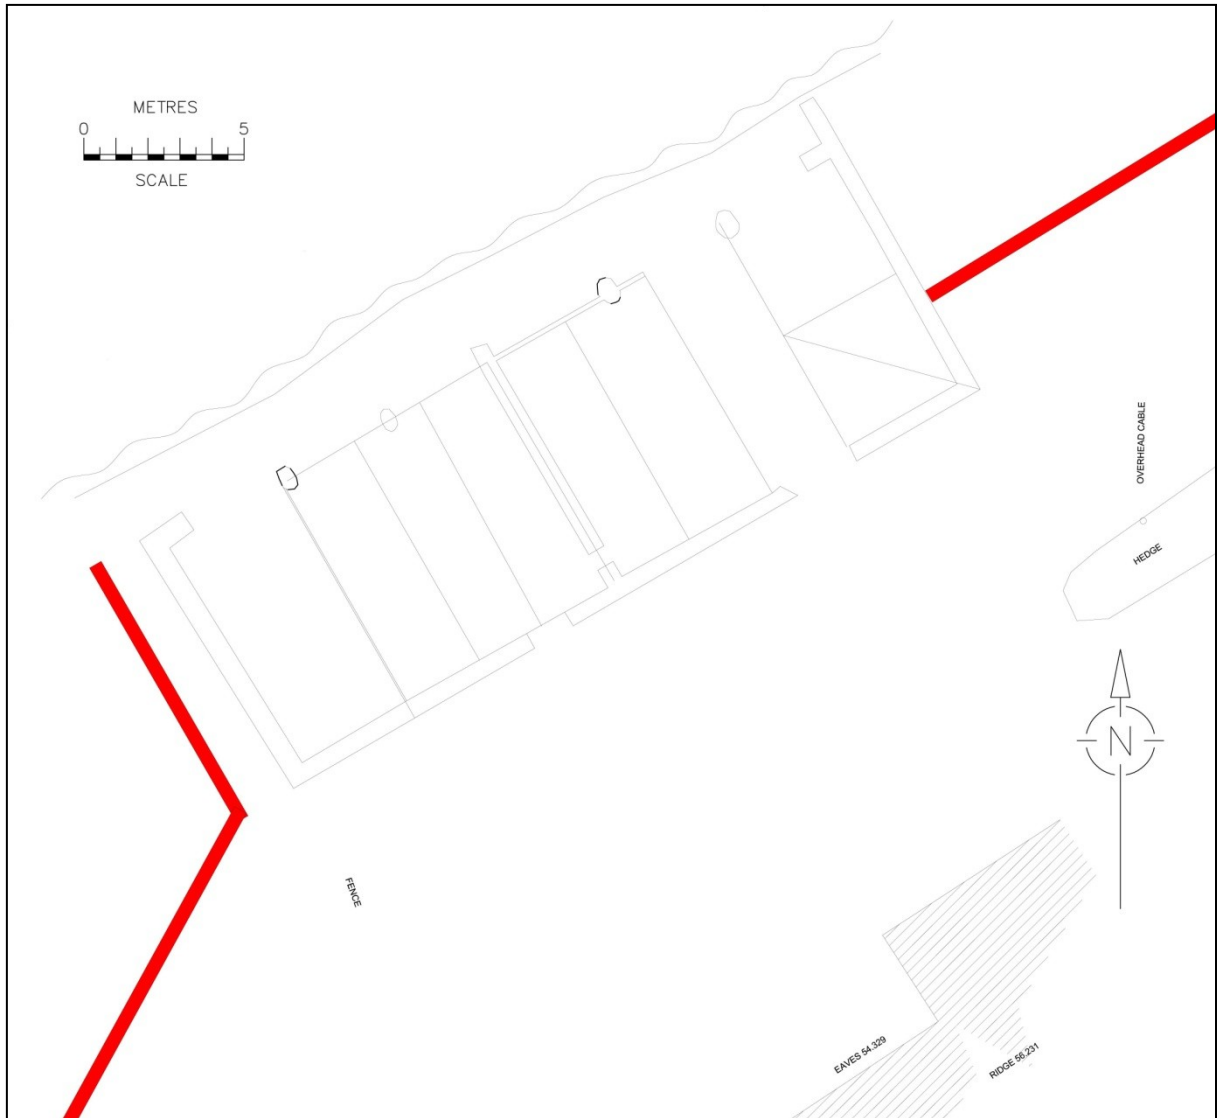 METRES
0 5
SCALE
OVERHEAD CABLE
HEDGE
N
FENCE
EAVES 54.329
RIDGE 56.231